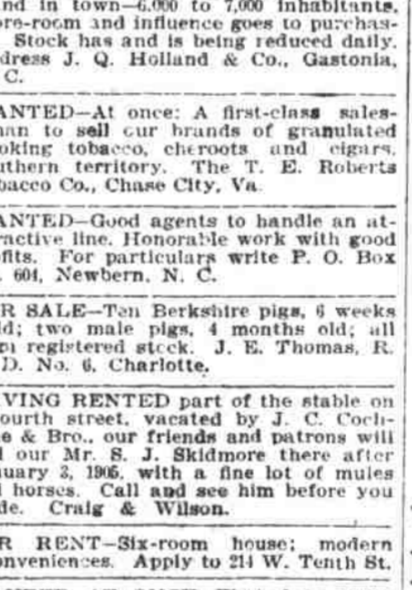 nd in town—6,000 to 7,000 inhabitants.
re-room and influence goes to purchas-
Stock has and is being reduced daily.
dress J. Q. Holland & Co., Gastonia,
C.
ANTED—At once: A first-class sales-
nan to sell our brands of granulated
oking tobacco, cheroots and cigars.
uthern territory. The T. E. Roberts
bacco Co., Chase City, Va.
ANTED—Good agents to handle an at-
ractive line. Honorable work with good
fits. For particulars write P. O. Box
. 604, Newbern, N. C.
R SALE—Ten Berkshire pigs, 6 weeks
ld; two male pigs, 4 months old; all
m registered stock. J. E. Thomas, R.
D. No. 6, Charlotte.
VING RENTED part of the stable on
ourth street, vacated by J. C. Coch-
e & Bro., our friends and patrons will
l our Mr. S. J. Skidmore there after
uary 3, 1906, with a fine lot of mules
l horses. Call and see him before you
de. Craig & Wilson.
R RENT—Six-room house; modern
onveniences. Apply to 214 W. Tenth St.